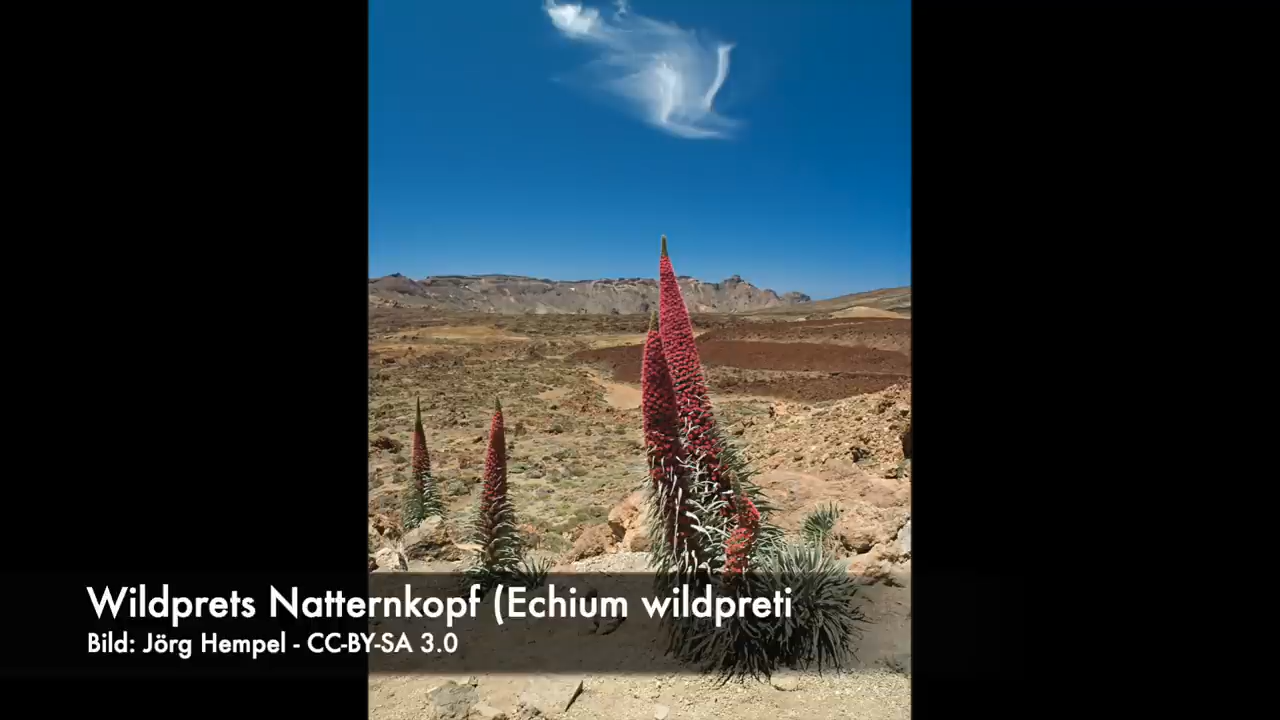 Wildprets Natternkopf (Echium wildpreti
Bild: Jörg Hempel - CC-BY-SA 3.0